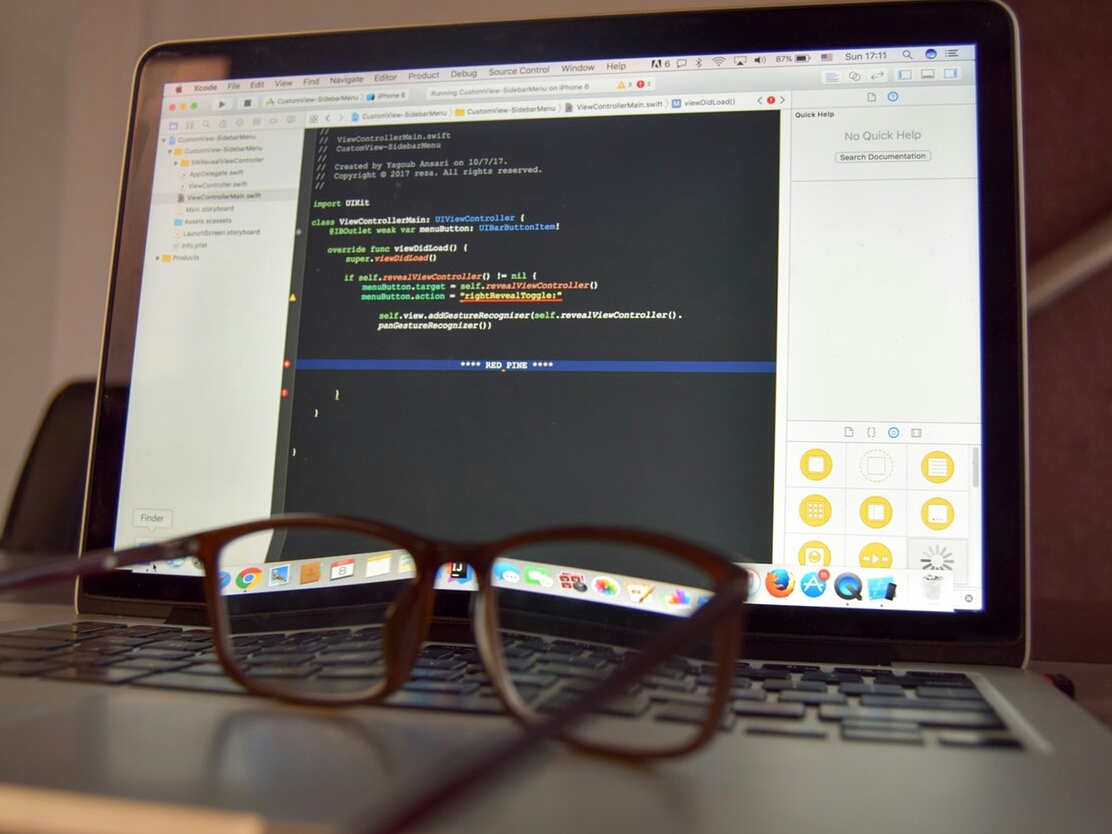 Xcode File Edit View Find Navigate Editor Product Debug Source Control Window Help 6 87% Sun 17:11
CustomView-SidebarMenu iPhone 6 Running CustomView-SidebarMenu on iPhone 6 3 2
CustomView-SidebarMenu CustomView-SidebarMenu ViewControllerMain.swift M viewDidLoad()
CustomView-SidebarMenu
CustomView-SidebarMenu
SWRevealViewController
AppDelegate.swift
ViewController.swift
ViewControllerMain.swift
Main.storyboard
Assets.xcassets
LaunchScreen.storyboard
Info.plist
Products
//
// ViewControllerMain.swift
// CustomView-SidebarMenu
//
// Created by Yagoub Ansari on 10/7/17.
// Copyright © 2017 reza. All rights reserved.
//
import UIKit
class ViewControllerMain: UIViewController {
@IBOutlet weak var menuButton: UIBarButtonItem!
override func viewDidLoad() {
super.viewDidLoad()
if self.revealViewController() != nil {
menuButton.target = self.revealViewController()
menuButton.action = "rightRevealToggle:"
self.view.addGestureRecognizer(self.revealViewController().
panGestureRecognizer())
**** RED_PINE ****
}
}
}
Quick Help
No Quick Help
Search Documentation
{}
Finder
8
11